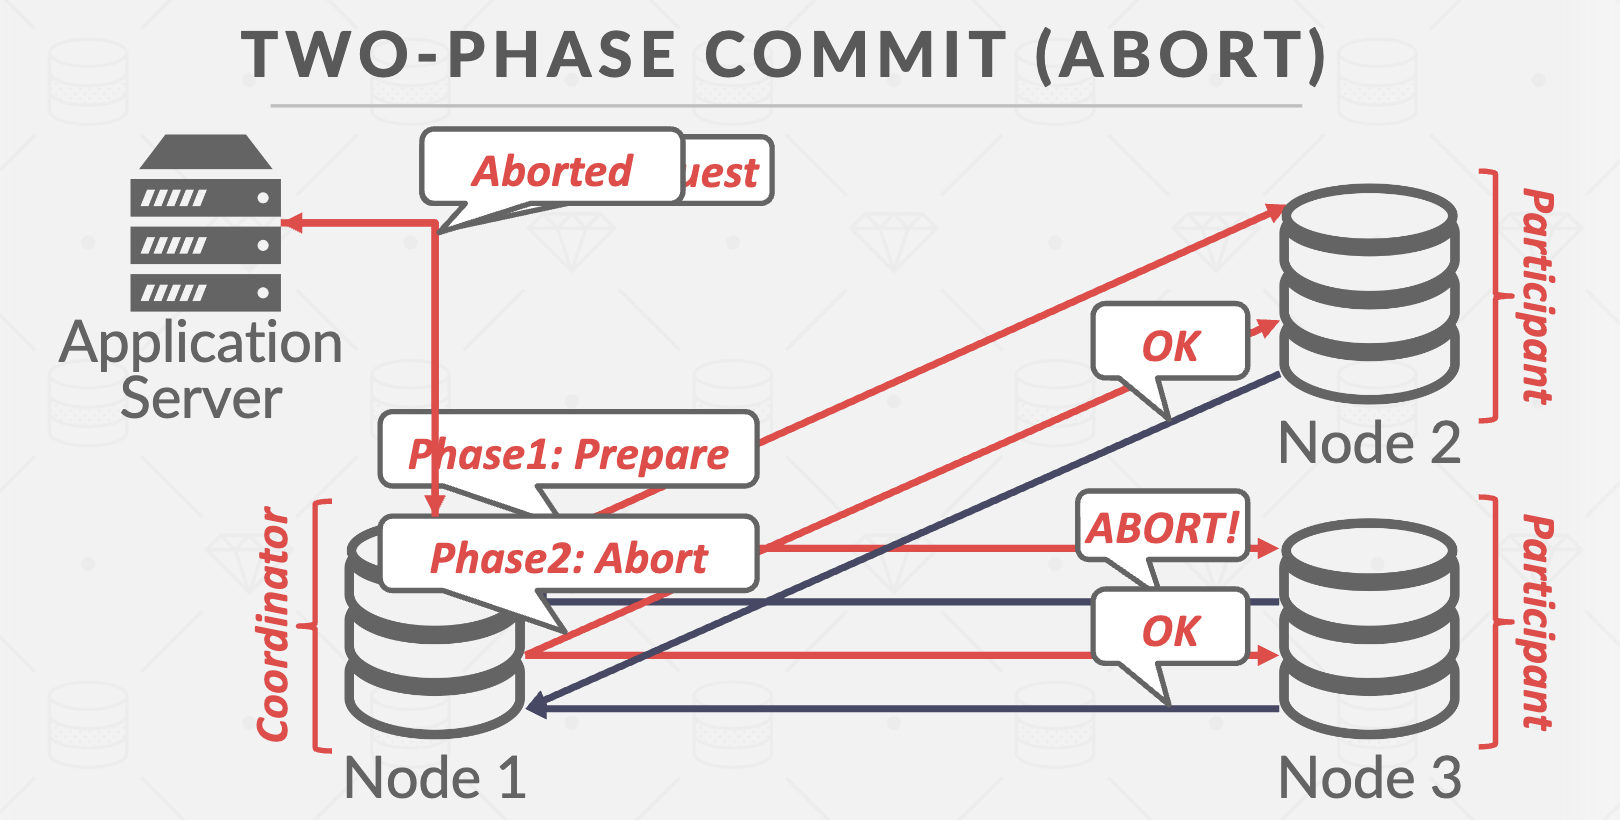 TWO-PHASE COMMIT (ABORT)
Aborted
Application
Server
Phase1: Prepare
Phase2: Abort
OK
ABORT!
OK
Participant
Participant
Coordinator
Node 1
Node 2
Node 3